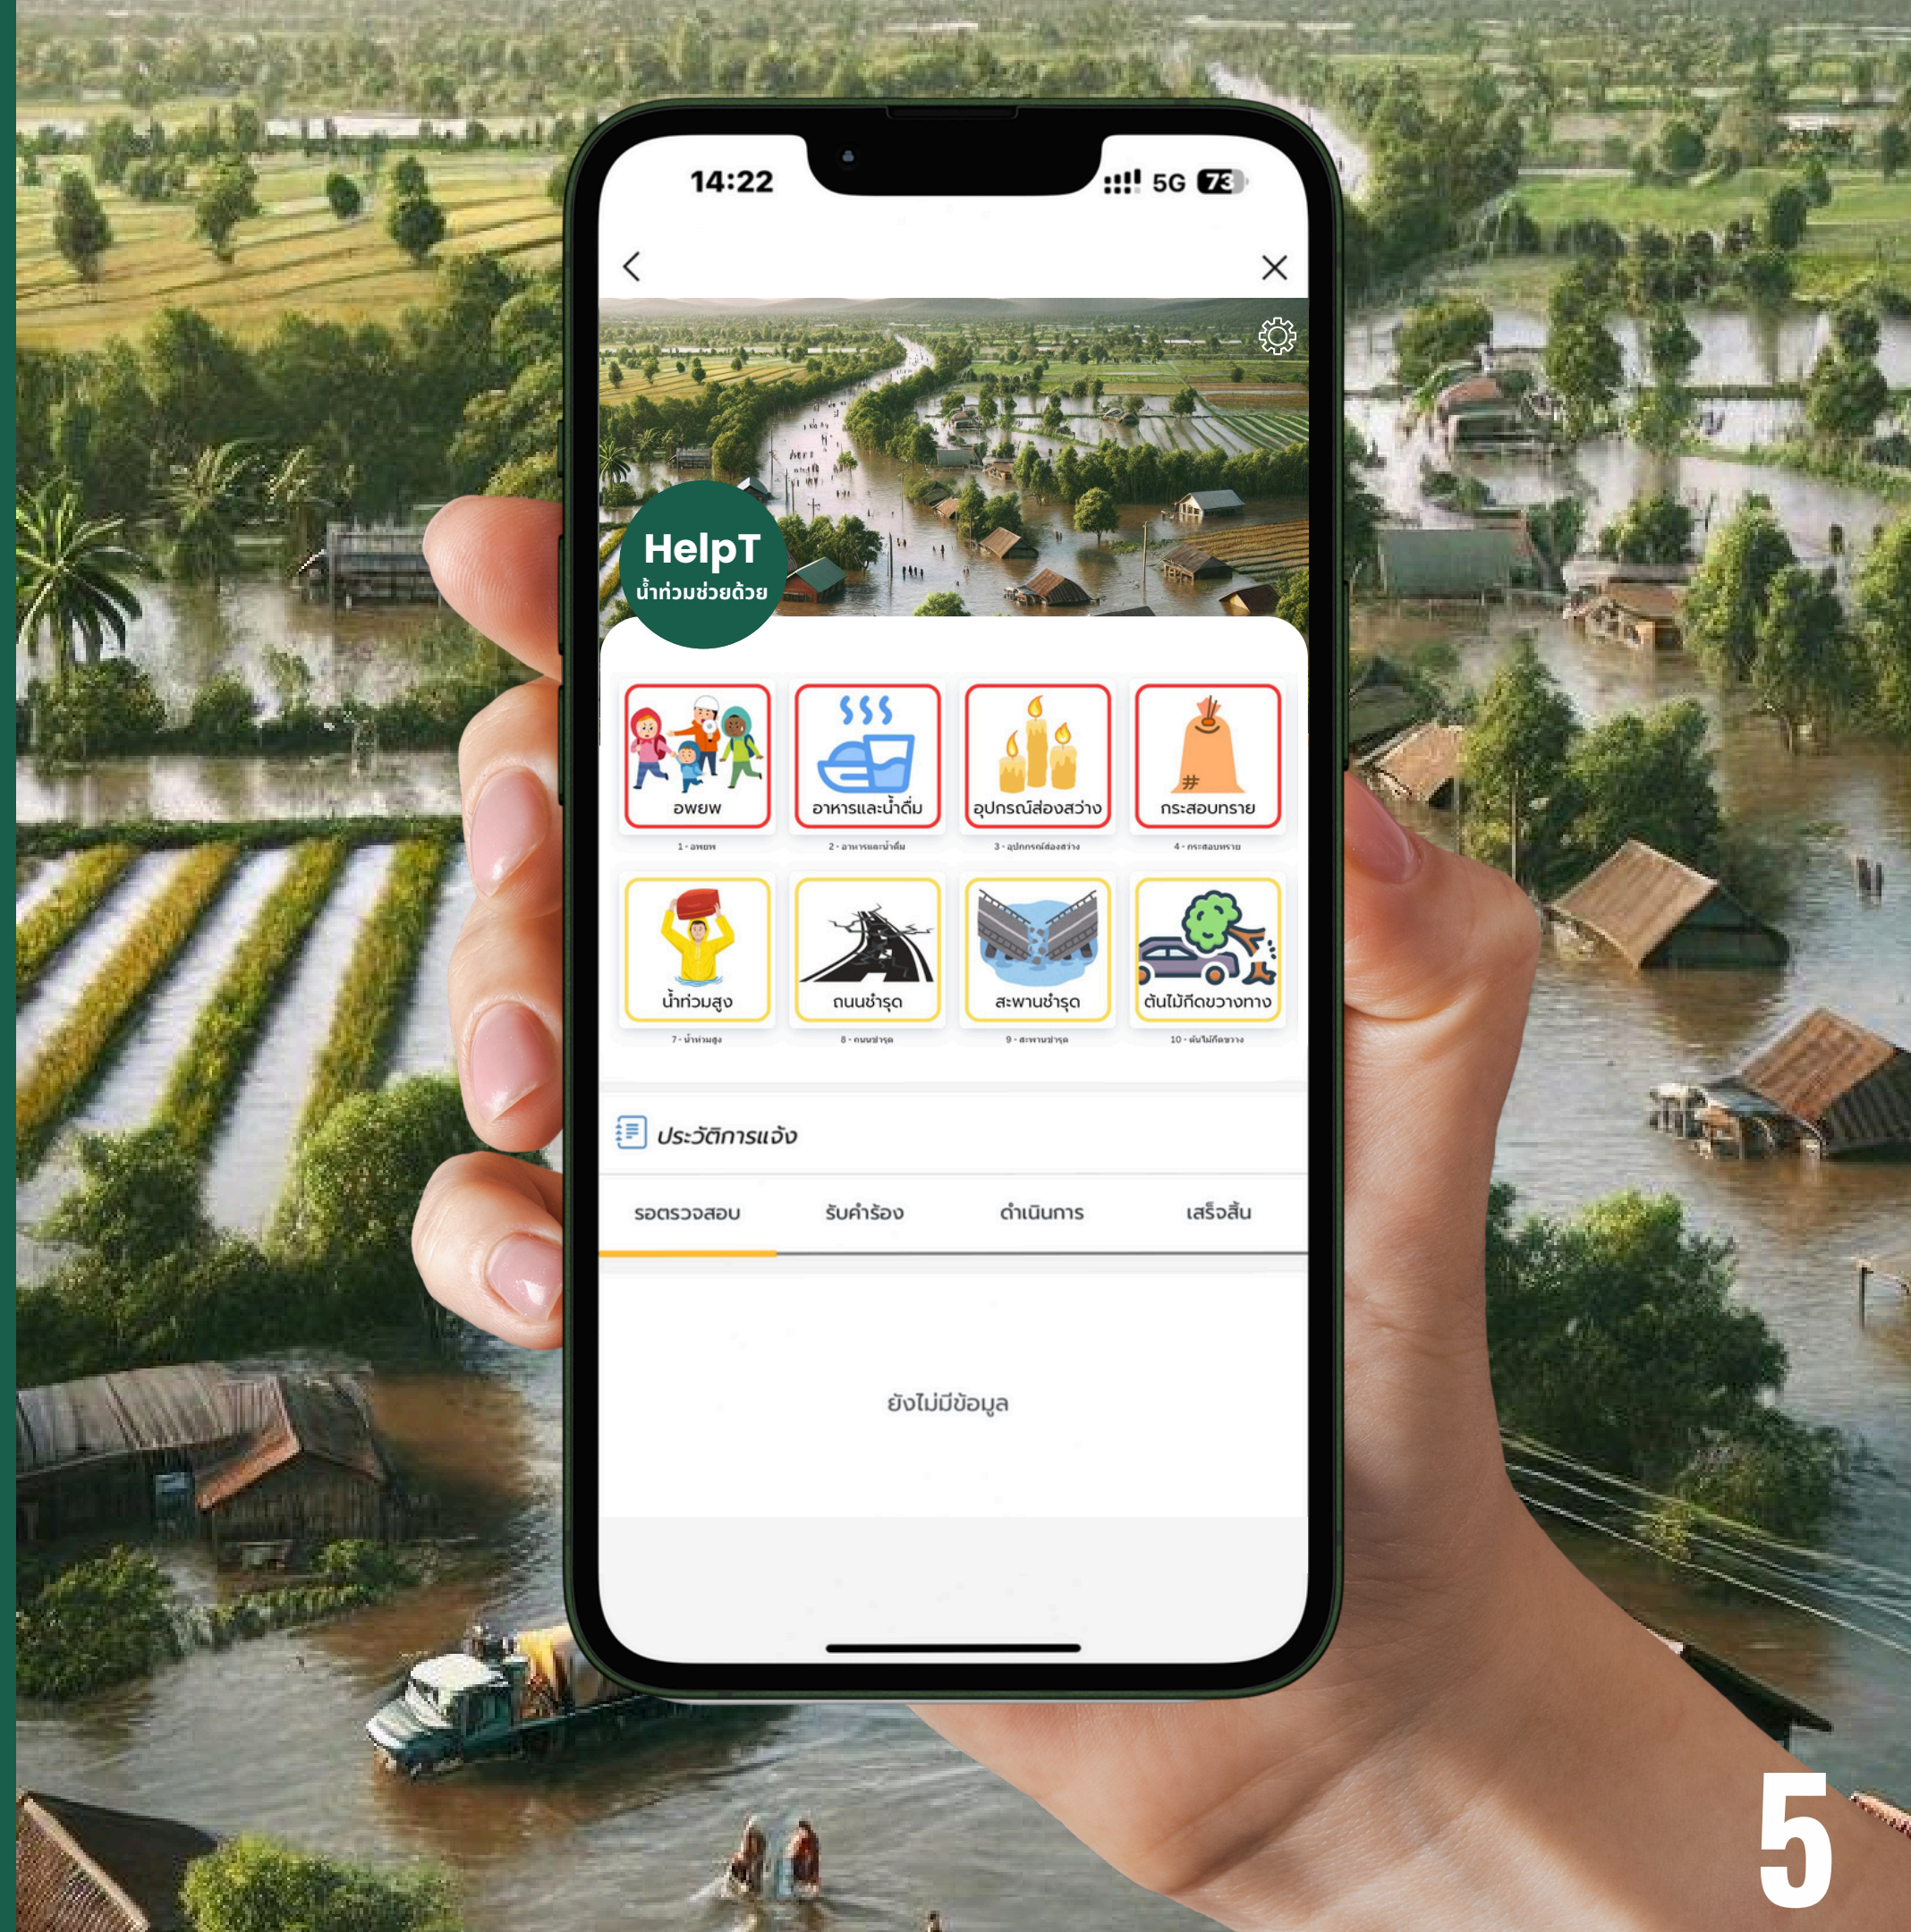 14:22
5G 73
HelpT
น้ำท่วมช่วยด้วย
อพยพ
อาหารและน้ำดื่ม
อุปกรณ์ส่องสว่าง
กระสอบทราย
1 - อพยพ
2 - อาหารและน้ำดื่ม
3 - อุปกรณ์ส่องสว่าง
4 - กระสอบทราย
น้ำท่วมสูง
ถนนชำรุด
สะพานชำรุด
ต้นไม้กีดขวางทาง
7 - น้ำท่วมสูง
8 - ถนนชำรุด
9 - สะพานชำรุด
10 - ต้นไม้กีดขวาง
#
ประวัติการแจ้ง
รอตรวจสอบ
รับคำร้อง
ดำเนินการ
เสร็จสิ้น
ยังไม่มีข้อมูล
5